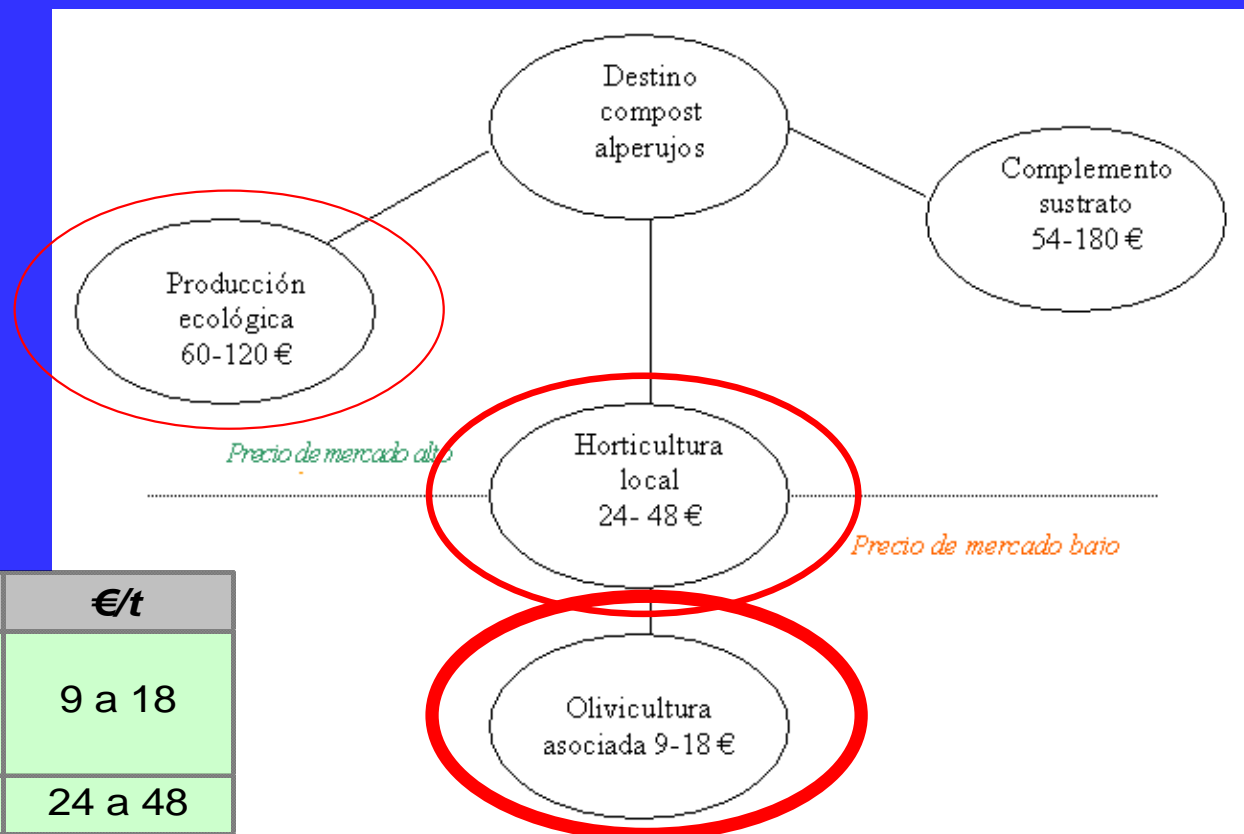 Destino
compost
alperujos
Complemento
sustrato
54-180 €
Producción
ecológica
60-120 €
Precio de mercado alto
Horticultura
local
24- 48 €
Precio de mercado bajo
Olivicultura
asociada 9-18 €
€/t
9 a 18
24 a 48